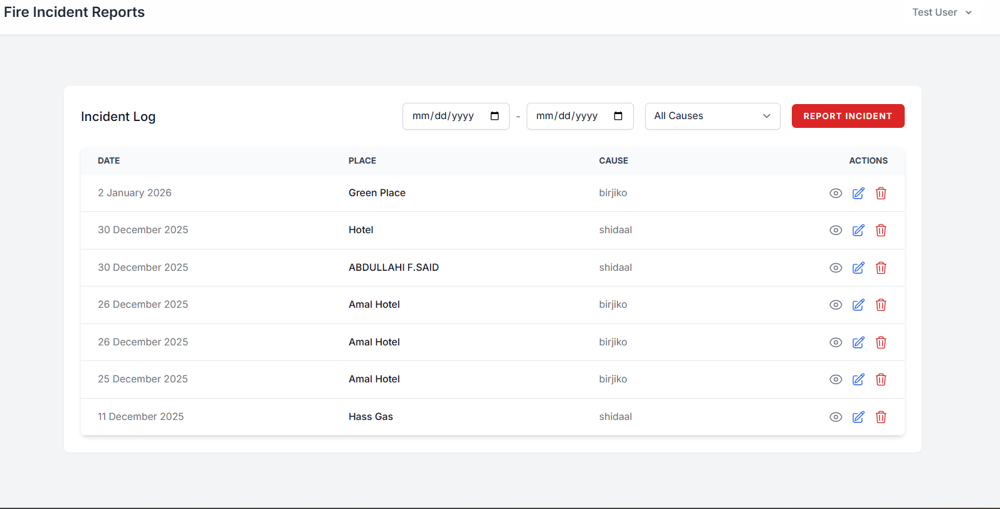 Fire Incident Reports
Test User
Incident Log
mm/dd/yyyy - mm/dd/yyyy All Causes REPORT INCIDENT
DATE PLACE CAUSE ACTIONS
2 January 2026 Green Place birjiko
30 December 2025 Hotel shidaal
30 December 2025 ABDULLAHI F.SAID shidaal
26 December 2025 Amal Hotel birjiko
26 December 2025 Amal Hotel birjiko
25 December 2025 Amal Hotel birjiko
11 December 2025 Hass Gas shidaal